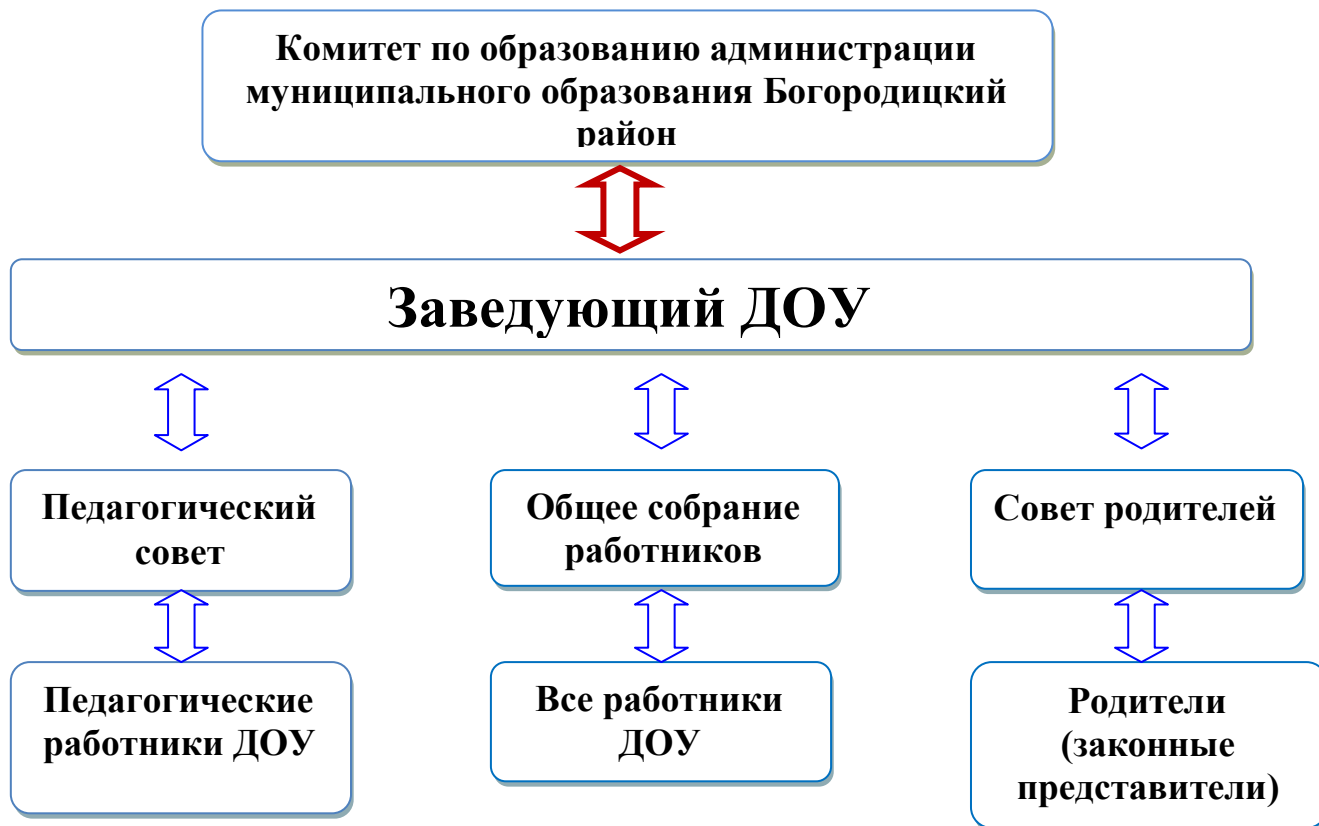 Комитет по образованию администрации
муниципального образования Богородицкий
район
Заведующий ДОУ
Педагогический
совет
Общее собрание
работников
Совет родителей
Педагогические
работники ДОУ
Все работники
ДОУ
Родители
(законные
представители)